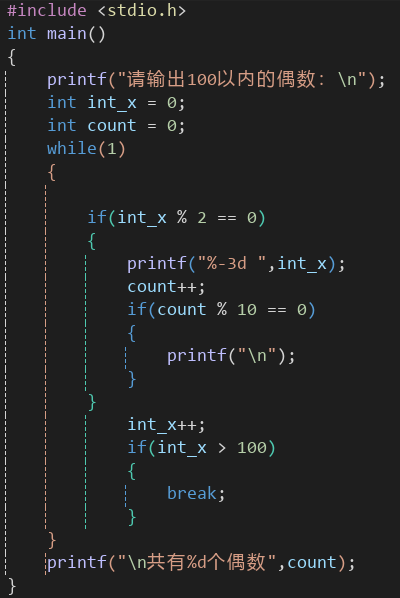 #include <stdio.h>
int main()
{
    printf("请输出100以内的偶数：\n");
    int int_x = 0;
    int count = 0;
    while(1)
    {

        if(int_x % 2 == 0)
        {
            printf("%-3d ",int_x);
            count++;
            if(count % 10 == 0)
            {
                printf("\n");
            }
        }
            int_x++;
            if(int_x > 100)
            {
                break;
            }
    }
    printf("\n共有%d个偶数",count);
}